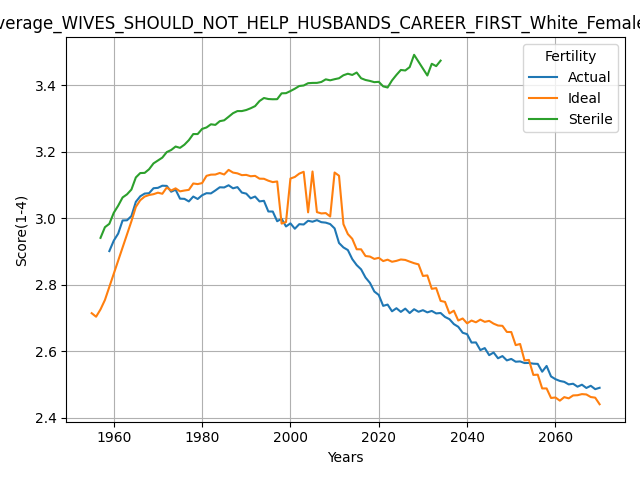 verage_WIVES_SHOULD_NOT_HELP_HUSBANDS_CAREER_FIRST_White_Female
Fertility
Actual
Ideal
Sterile
Score(1-4)
3.4
3.2
3.0
2.8
2.6
2.4
1960 1980 2000 2020 2040 2060
Years